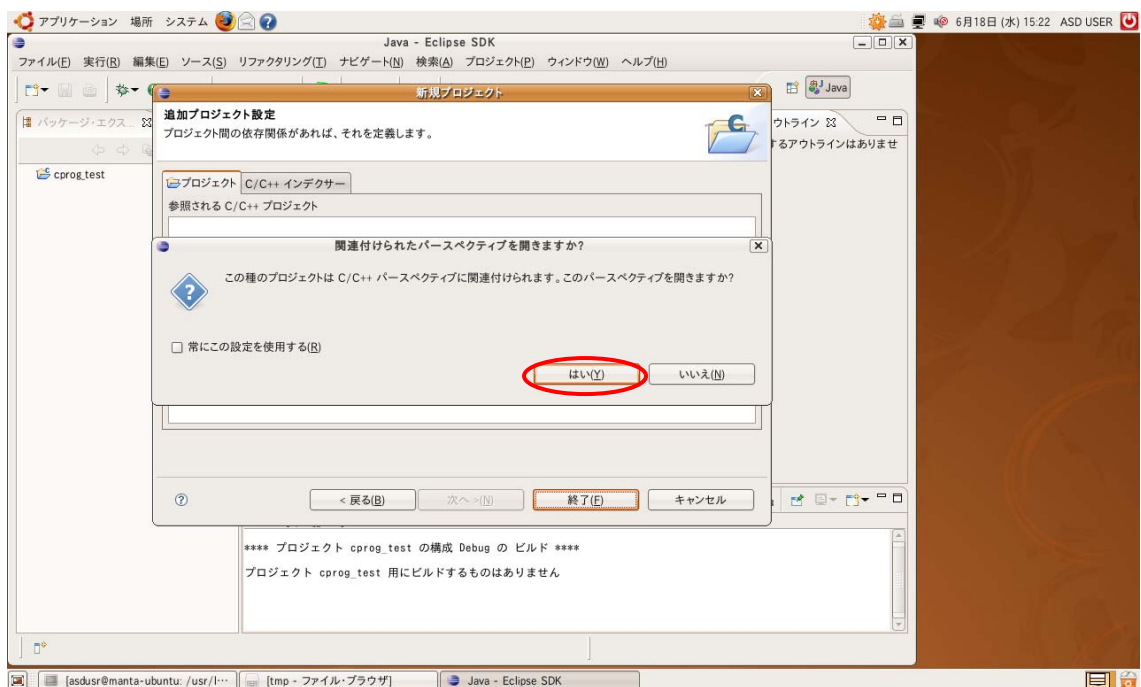 アプリケーション 場所 システム 6月18日 (水) 15:22 ASD USER
Java - Eclipse SDK
ファイル(F) 実行(R) 編集(E) ソース(S) リファクタリング(T) ナビゲート(N) 検索(A) プロジェクト(P) ウィンドウ(W) ヘルプ(H)
Java
新規プロジェクト
パッケージ・エクス...
追加プロジェクト設定
プロジェクト間の依存関係があれば、それを定義します。
ウトライン
するアウトラインはありませ
cprog_test
プロジェクト C/C++ インデクサー
参照される C/C++ プロジェクト
関連付けられたパースペクティブを開きますか?
この種のプロジェクトは C/C++ パースペクティブに関連付けられます。このパースペクティブを開きますか?
常にこの設定を使用する(R)
はい(Y) いいえ(N)
< 戻る(B) 次へ >(N) 終了(F) キャンセル
**** プロジェクト cprog_test の構成 Debug の ビルド ****
プロジェクト cprog_test 用にビルドするものはありません
[asdusr@manta-ubuntu: /usr/l… [tmp - ファイル・ブラウザ] Java - Eclipse SDK